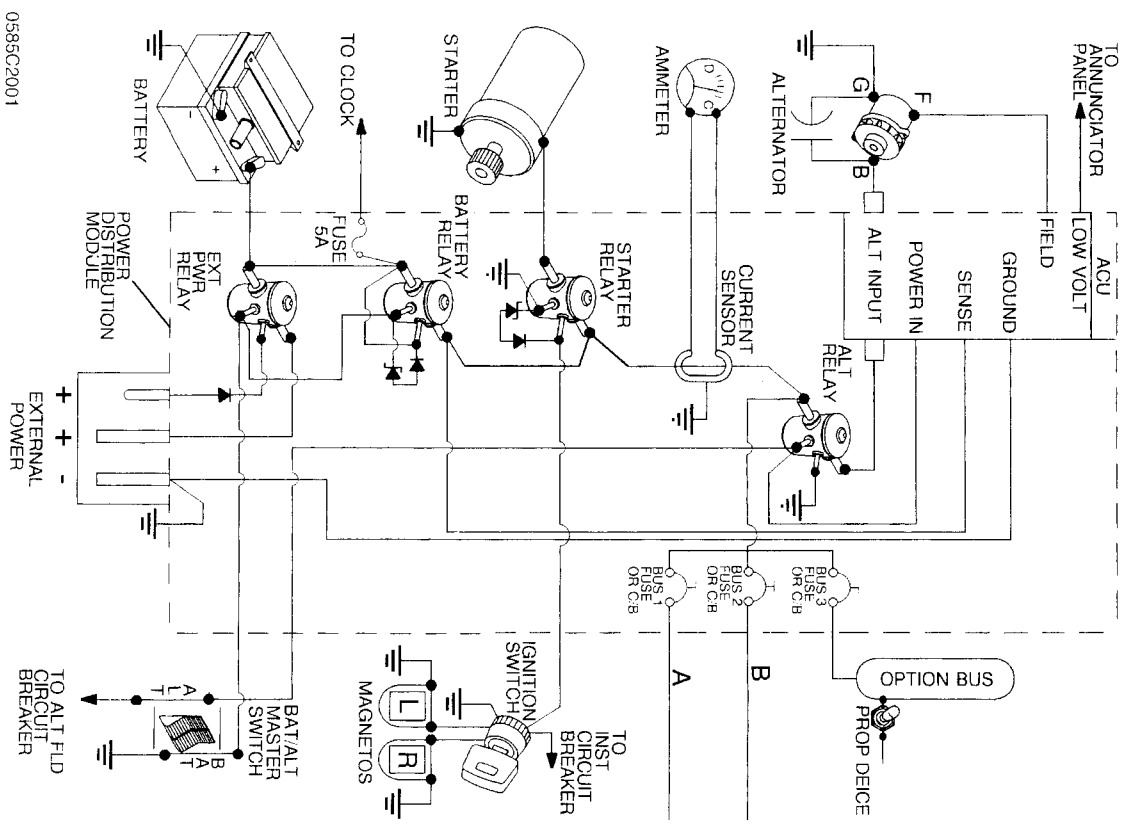 0585C2001
BATTERY
-
+
TO CLOCK
STARTER
AMMETER
D
C
ALTERNATOR
G
F
B
TO
ANNUNCIATOR
PANEL
POWER
DISTRIBUTION
MODULE
EXT
PWR
RELAY
FUSE
5A
BATTERY
RELAY
STARTER
RELAY
CURRENT
SENSOR
ALT
RELAY
ACU
LOW VOLT
FIELD
ALT INPUT
POWER IN
SENSE
GROUND
EXTERNAL
POWER
+
+
-
BUS 1
FUSE
OR C/B
BUS 2
FUSE
OR C/B
BUS 3
FUSE
OR C/B
A
B
OPTION BUS
PROP DEICE
TO ALT FLD
CIRCUIT
BREAKER
ALT
BAT
BAT/ALT
MASTER
SWITCH
MAGNETOS
L
R
IGNITION
SWITCH
TO
INST
CIRCUIT
BREAKER